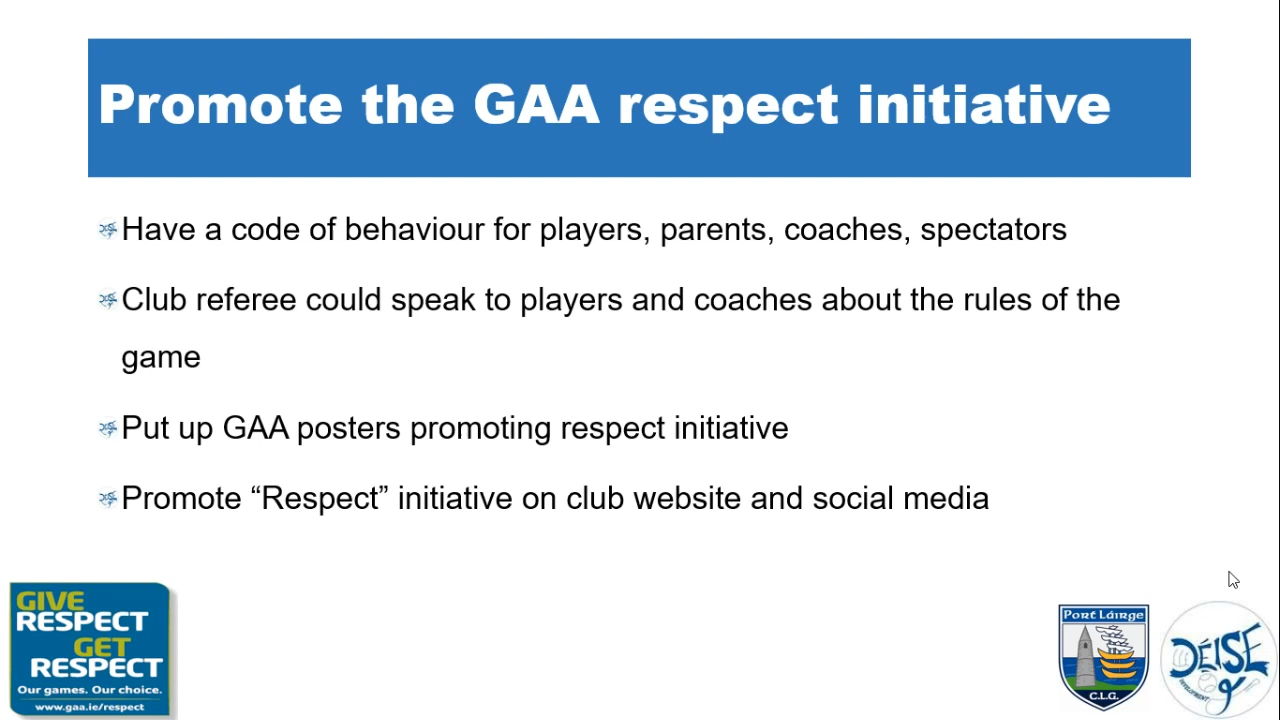 Promote the GAA respect initiative
Have a code of behaviour for players, parents, coaches, spectators
Club referee could speak to players and coaches about the rules of the
game
Put up GAA posters promoting respect initiative
Promote “Respect” initiative on club website and social media
GIVE
RESPECT
GET
RESPECT
Our games. Our choice.
www.gaa.ie/respect
Port Láirge
C.L.G.
DÉISE
DEVELOPMENT